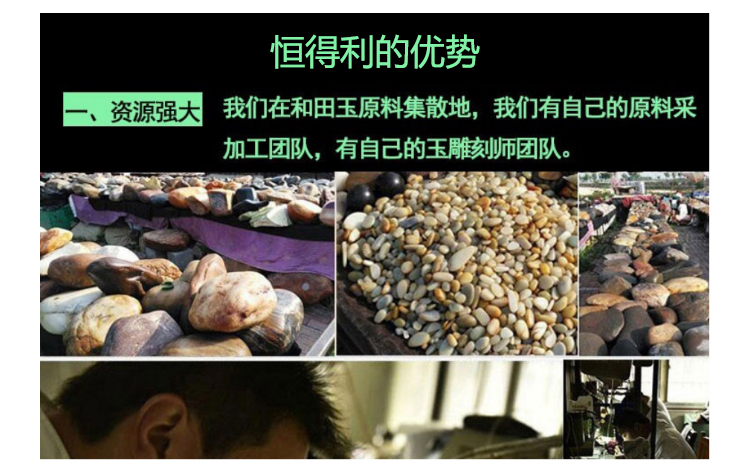 恒得利的优势
一、资源强大
我们在和田玉原料集散地，我们有自己的原料采
加工团队，有自己的玉雕刻师团队。